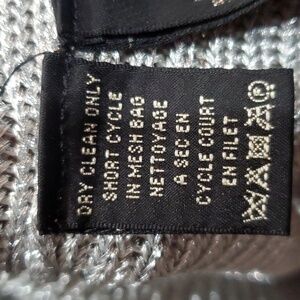 DRY CLEAN ONLY
SHORT CYCLE
IN MESH BAG
NETTOYAGE
A SEC EN
CYCLE COURT
EN FILET